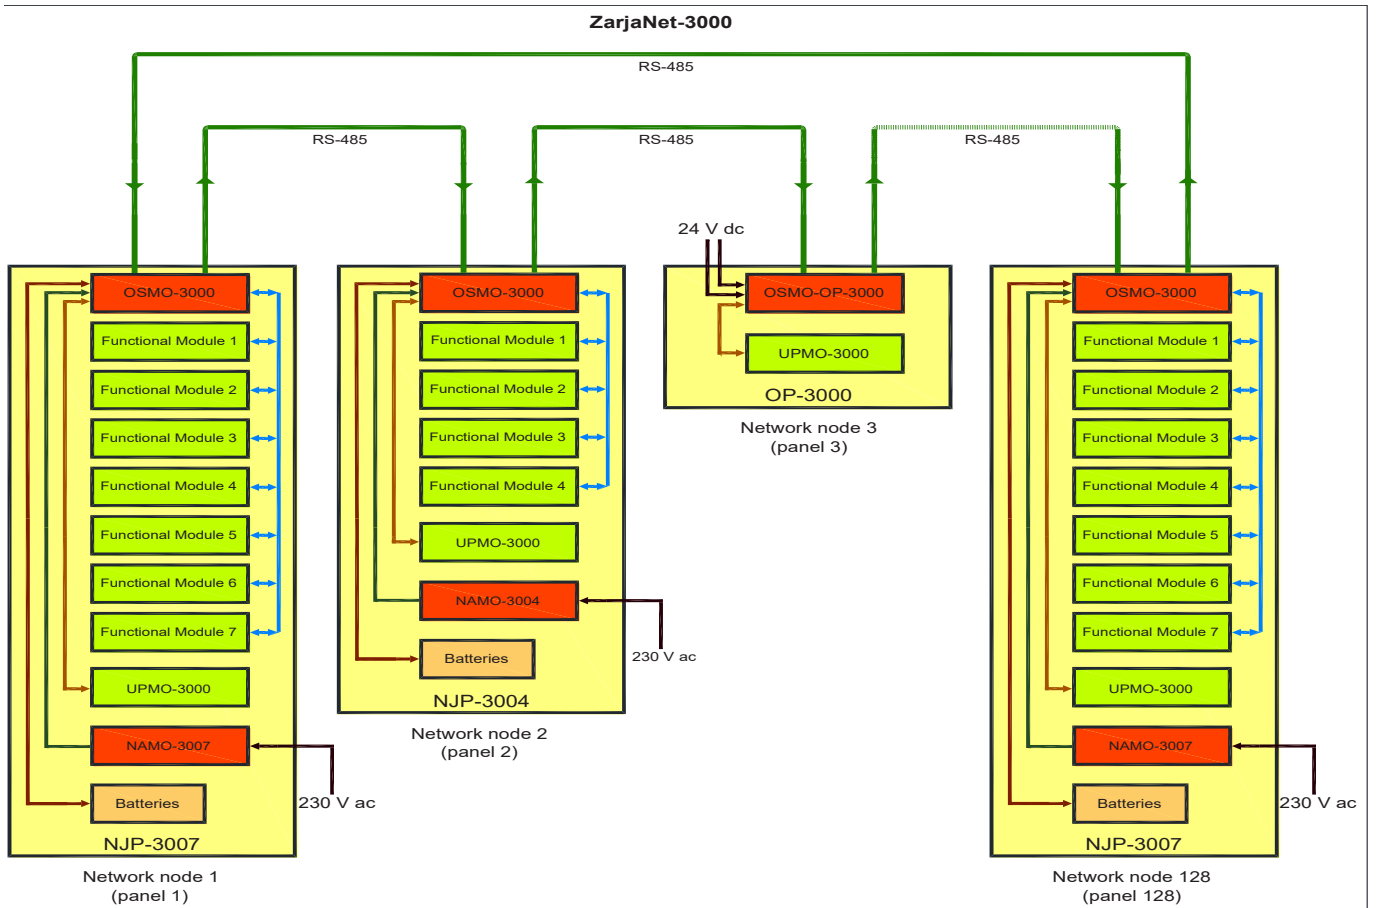 ZarjaNet-3000
RS-485
RS-485
RS-485
RS-485
24 V dc
OSMO-3000
Functional Module 1
Functional Module 2
Functional Module 3
Functional Module 4
Functional Module 5
Functional Module 6
Functional Module 7
UPMO-3000
NAMO-3007
Batteries
230 V ac
NJP-3007
Network node 1
(panel 1)
OSMO-3000
Functional Module 1
Functional Module 2
Functional Module 3
Functional Module 4
UPMO-3000
NAMO-3004
Batteries
230 V ac
NJP-3004
Network node 2
(panel 2)
OSMO-OP-3000
UPMO-3000
OP-3000
Network node 3
(panel 3)
OSMO-3000
Functional Module 1
Functional Module 2
Functional Module 3
Functional Module 4
Functional Module 5
Functional Module 6
Functional Module 7
UPMO-3000
NAMO-3007
Batteries
230 V ac
NJP-3007
Network node 128
(panel 128)